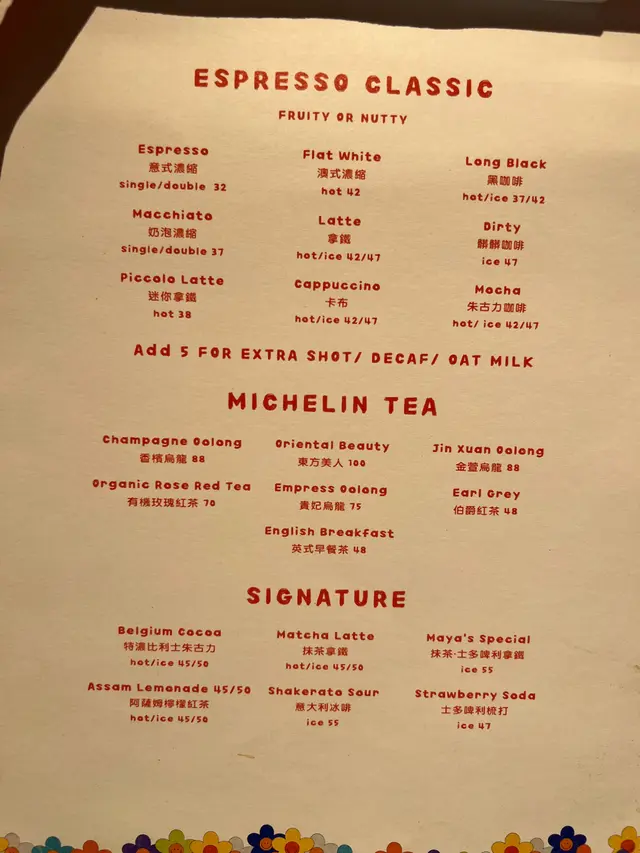 ESPRESSO CLASSIC
FRUITY OR NUTTY
Espresso
意式濃縮
single/double 32
Flat White
澳式濃縮
hot 42
Long Black
黑咖啡
hot/ice 37/42
Macchiato
奶泡濃縮
single/double 37
Latte
拿鐵
hot/ice 42/47
Dirty
髒髒咖啡
ice 47
Piccolo Latte
迷你拿鐵
hot 38
Cappuccino
卡布
hot/ice 42/47
Mocha
朱古力咖啡
hot/ ice 42/47
Add 5 FOR EXTRA SHOT/ DECAF/ OAT MILK
MICHELIN TEA
Champagne Oolong
香檳烏龍 88
Oriental Beauty
東方美人 100
Jin Xuan Oolong
金萱烏龍 88
Organic Rose Red Tea
有機玫瑰紅茶 70
Empress Oolong
貴妃烏龍 75
Earl Grey
伯爵紅茶 48
English Breakfast
英式早餐茶 48
SIGNATURE
Belgium Cocoa
特濃比利士朱古力
hot/ice 45/50
Matcha Latte
抹茶拿鐵
hot/ice 45/50
Maya's Special
抹茶·士多啤利拿鐵
ice 55
Assam Lemonade 45/50
阿薩姆檸檬紅茶
hot/ice 45/50
Shakerato Sour
意大利冰啡
ice 55
Strawberry Soda
士多啤利梳打
ice 47